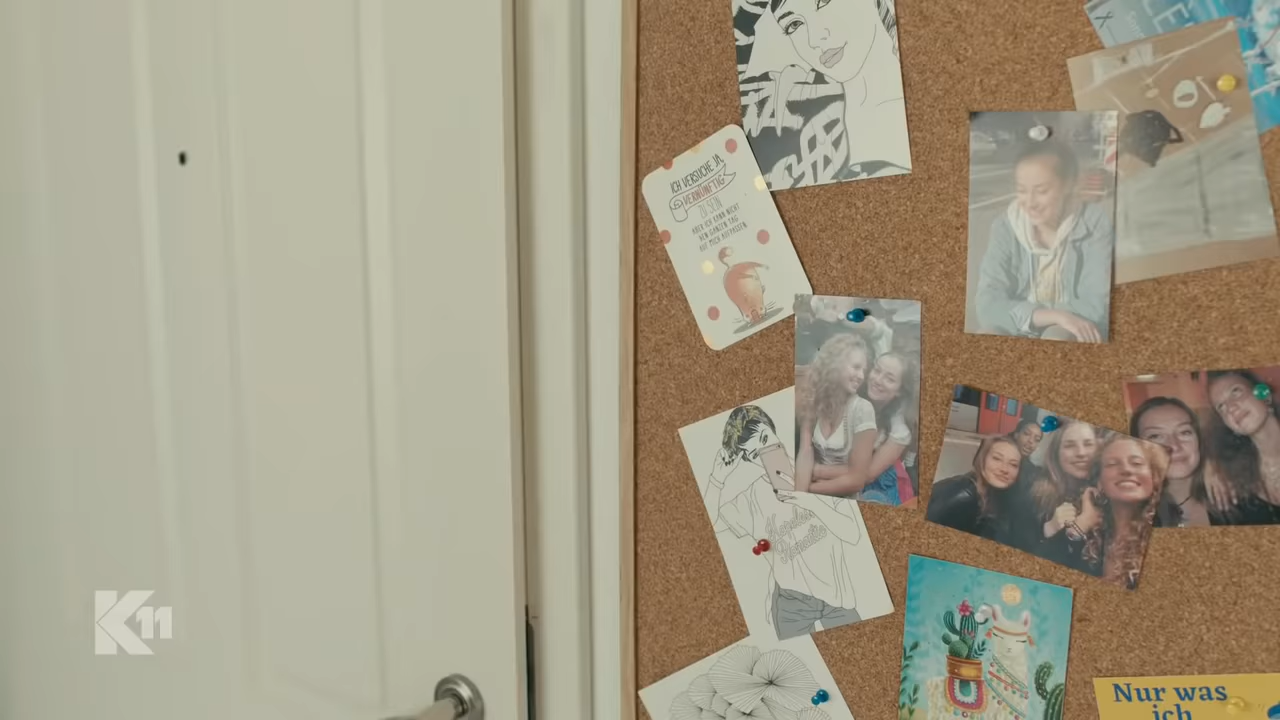 ICH VERSUCHE JA,
VERNÜNFTIG
ZU SEIN
ABER ICH KANN NICHT
DEN GANZEN TAG
AUF MICH AUFPASSEN
K11
Nur was
ich